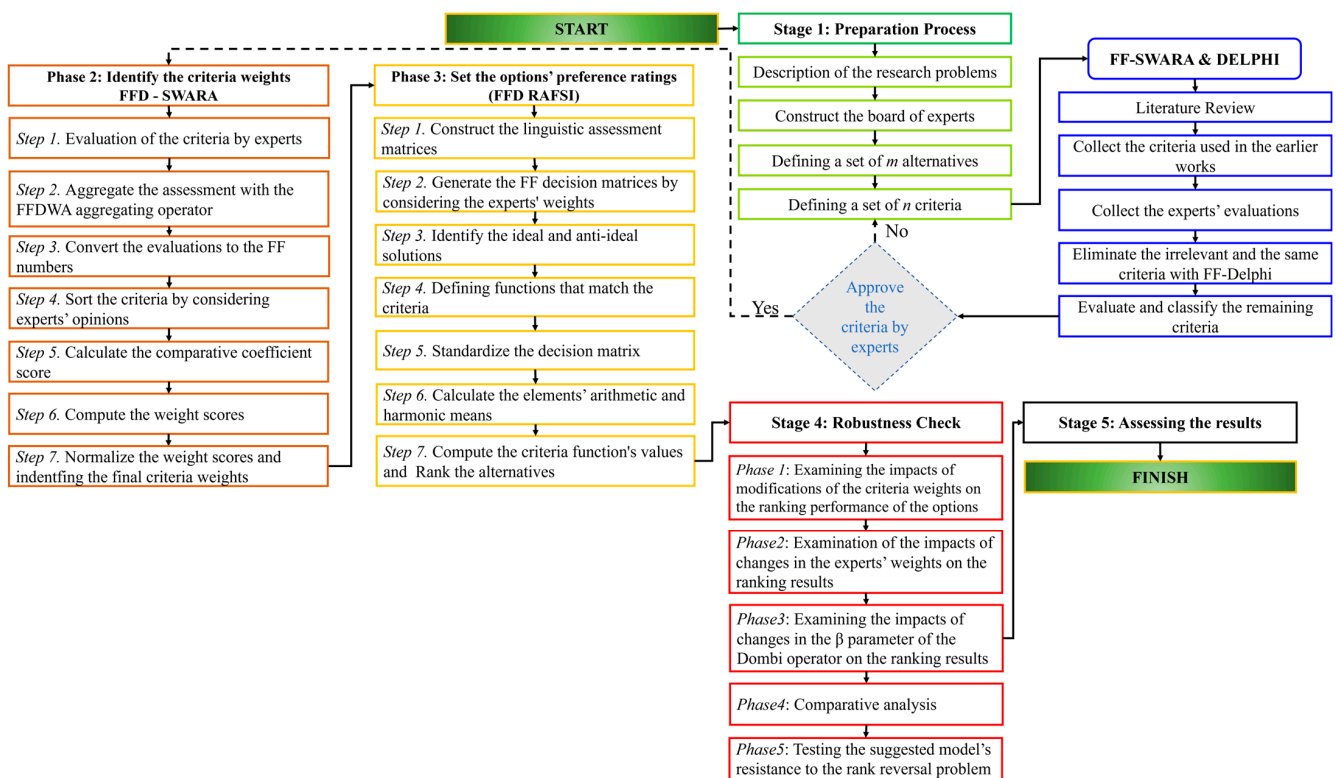 START
Stage 1: Preparation Process
Description of the research problems
Construct the board of experts
Defining a set of m alternatives
Defining a set of n criteria
No
FF-SWARA & DELPHI
Literature Review
Collect the criteria used in the earlier
works
Collect the experts' evaluations
Eliminate the irrelevant and the same
criteria with FF-Delphi
Evaluate and classify the remaining
criteria
Approve
the
criteria by
experts
Yes
Phase 2: Identify the criteria weights
FFD - SWARA
Step 1. Evaluation of the criteria by experts
Step 2. Aggregate the assessment with the
FFDWA aggregating operator
Step 3. Convert the evaluations to the FF
numbers
Step 4. Sort the criteria by considering
experts' opinions
Step 5. Calculate the comparative coefficient
score
Step 6. Compute the weight scores
Step 7. Normalize the weight scores and
indentfing the final criteria weights
Phase 3: Set the options' preference ratings
(FFD RAFSI)
Step 1. Construct the linguistic assessment
matrices
Step 2. Generate the FF decision matrices by
considering the experts' weights
Step 3. Identify the ideal and anti-ideal
solutions
Step 4. Defining functions that match the
criteria
Step 5. Standardize the decision matrix
Step 6. Calculate the elements' arithmetic and
harmonic means
Step 7. Compute the criteria function's values
and Rank the alternatives
Stage 4: Robustness Check
Phase 1: Examining the impacts of
modifications of the criteria weights on
the ranking performance of the options
Phase2: Examination of the impacts of
changes in the experts' weights on the
ranking results
Phase3: Examining the impacts of
changes in the β parameter of the
Dombi operator on the ranking results
Phase4: Comparative analysis
Phase5: Testing the suggested model's
resistance to the rank reversal problem
Stage 5: Assessing the results
FINISH